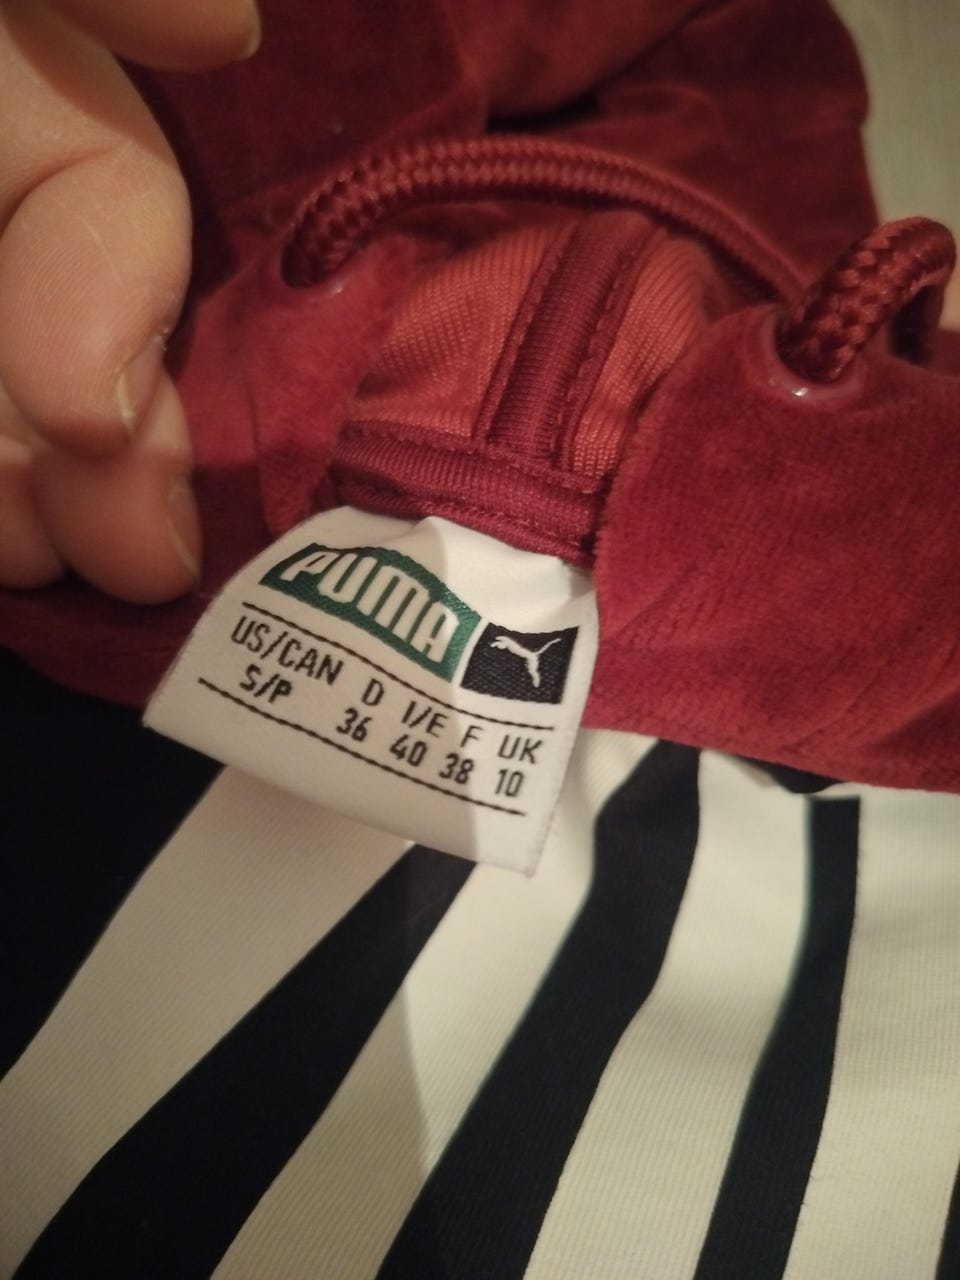 PUMA
US/CAN D I/E F UK
S/P 36 40 38 10